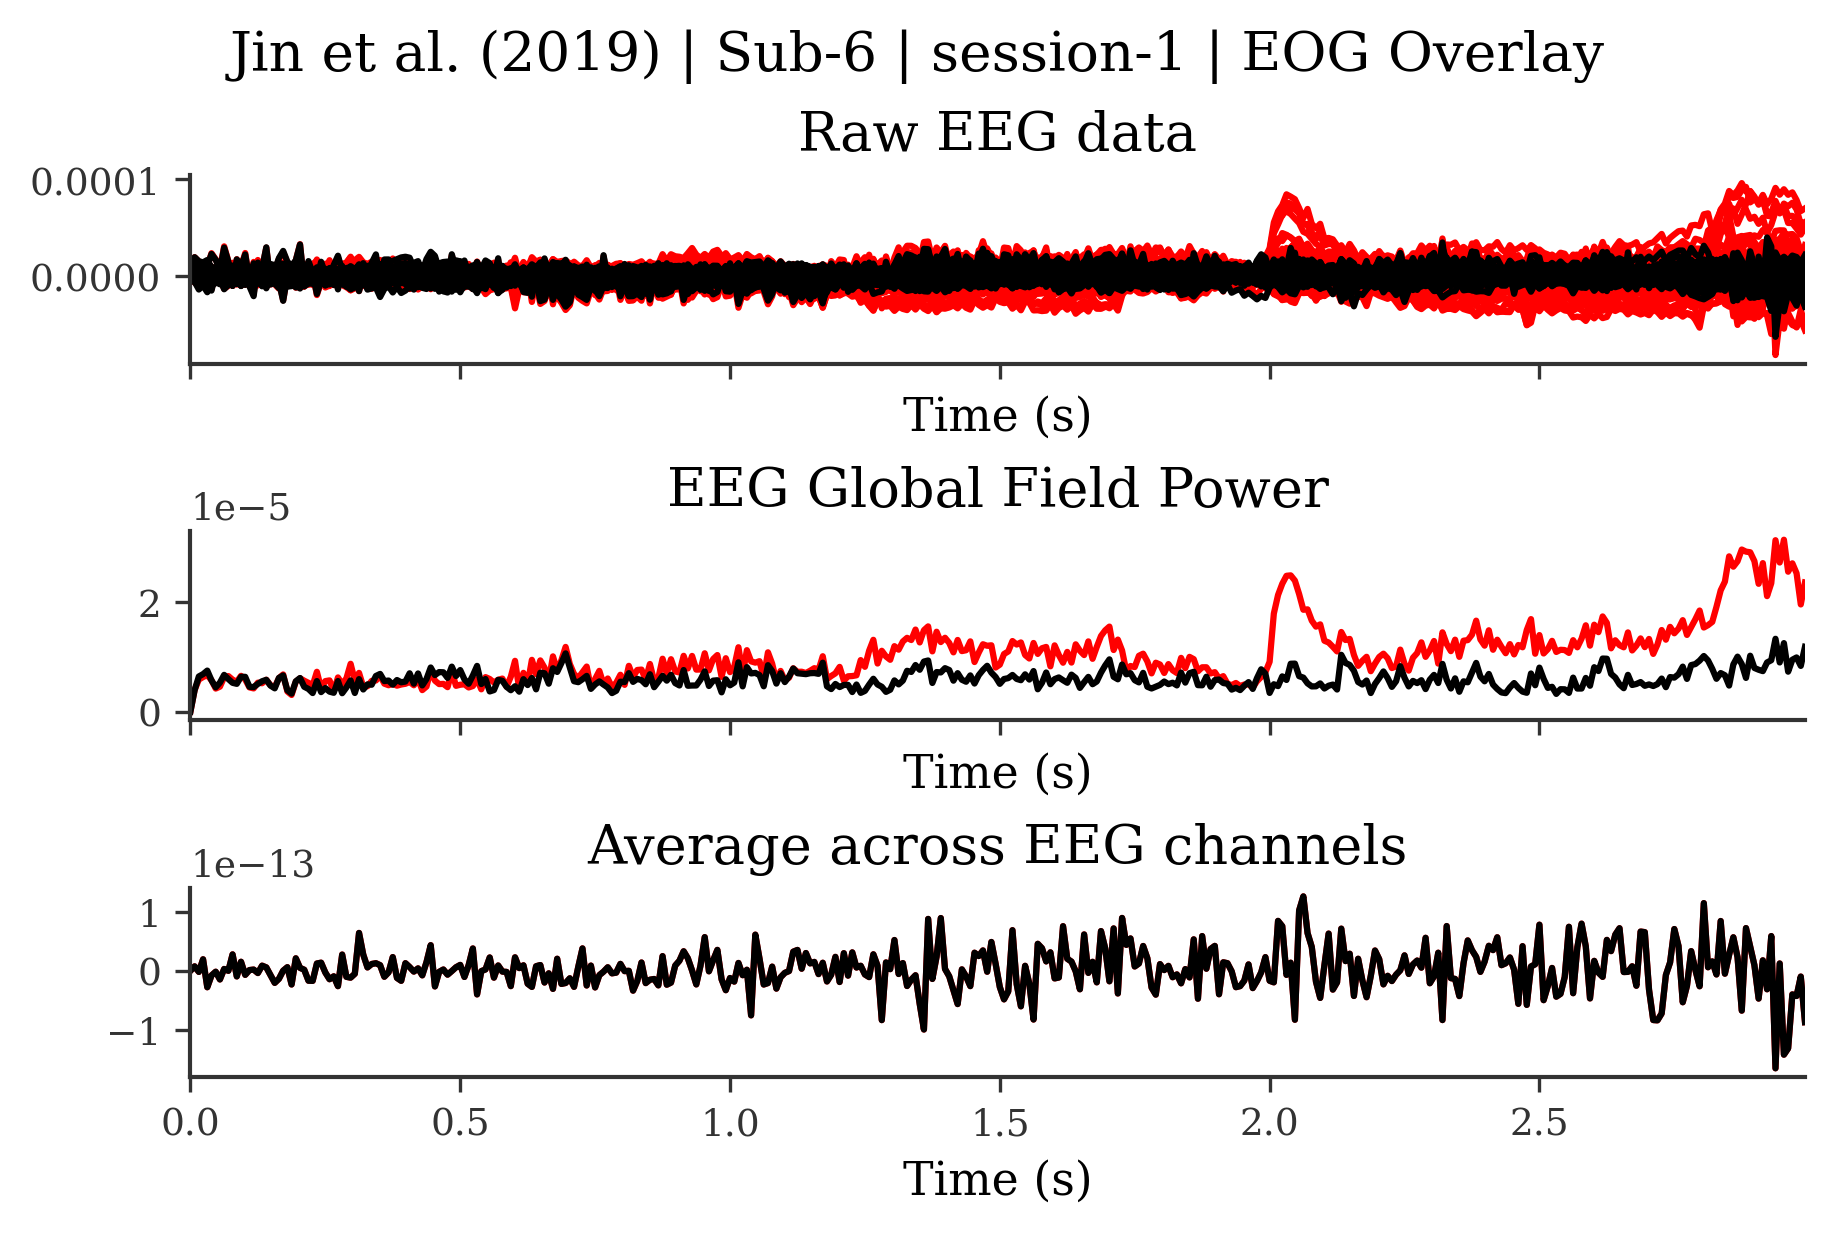 Jin et al. (2019) | Sub-6 | session-1 | EOG Overlay
Raw EEG data
0.0001
0.0000
Time (s)
EEG Global Field Power
1e−5
2
0
Time (s)
Average across EEG channels
1e−13
1
0
−1
0.0 0.5 1.0 1.5 2.0 2.5
Time (s)